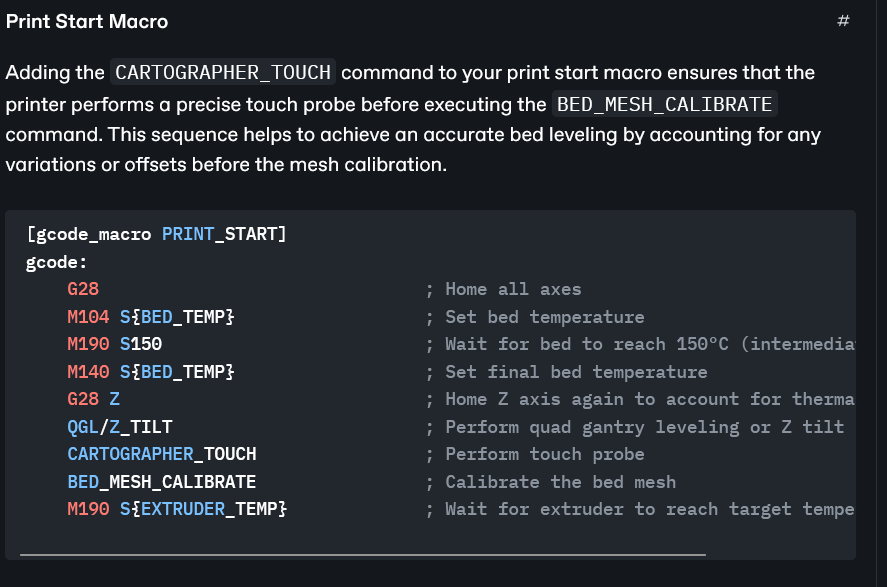 Print Start Macro #
Adding the CARTOGRAPHER_TOUCH command to your print start macro ensures that the
printer performs a precise touch probe before executing the BED_MESH_CALIBRATE
command. This sequence helps to achieve an accurate bed leveling by accounting for any
variations or offsets before the mesh calibration.
[gcode_macro PRINT_START]
gcode:
G28 ; Home all axes
M104 S{BED_TEMP} ; Set bed temperature
M190 S150 ; Wait for bed to reach 150°C (intermedia
M140 S{BED_TEMP} ; Set final bed temperature
G28 Z ; Home Z axis again to account for therma
QGL/Z_TILT ; Perform quad gantry leveling or Z tilt
CARTOGRAPHER_TOUCH ; Perform touch probe
BED_MESH_CALIBRATE ; Calibrate the bed mesh
M190 S{EXTRUDER_TEMP} ; Wait for extruder to reach target tempe